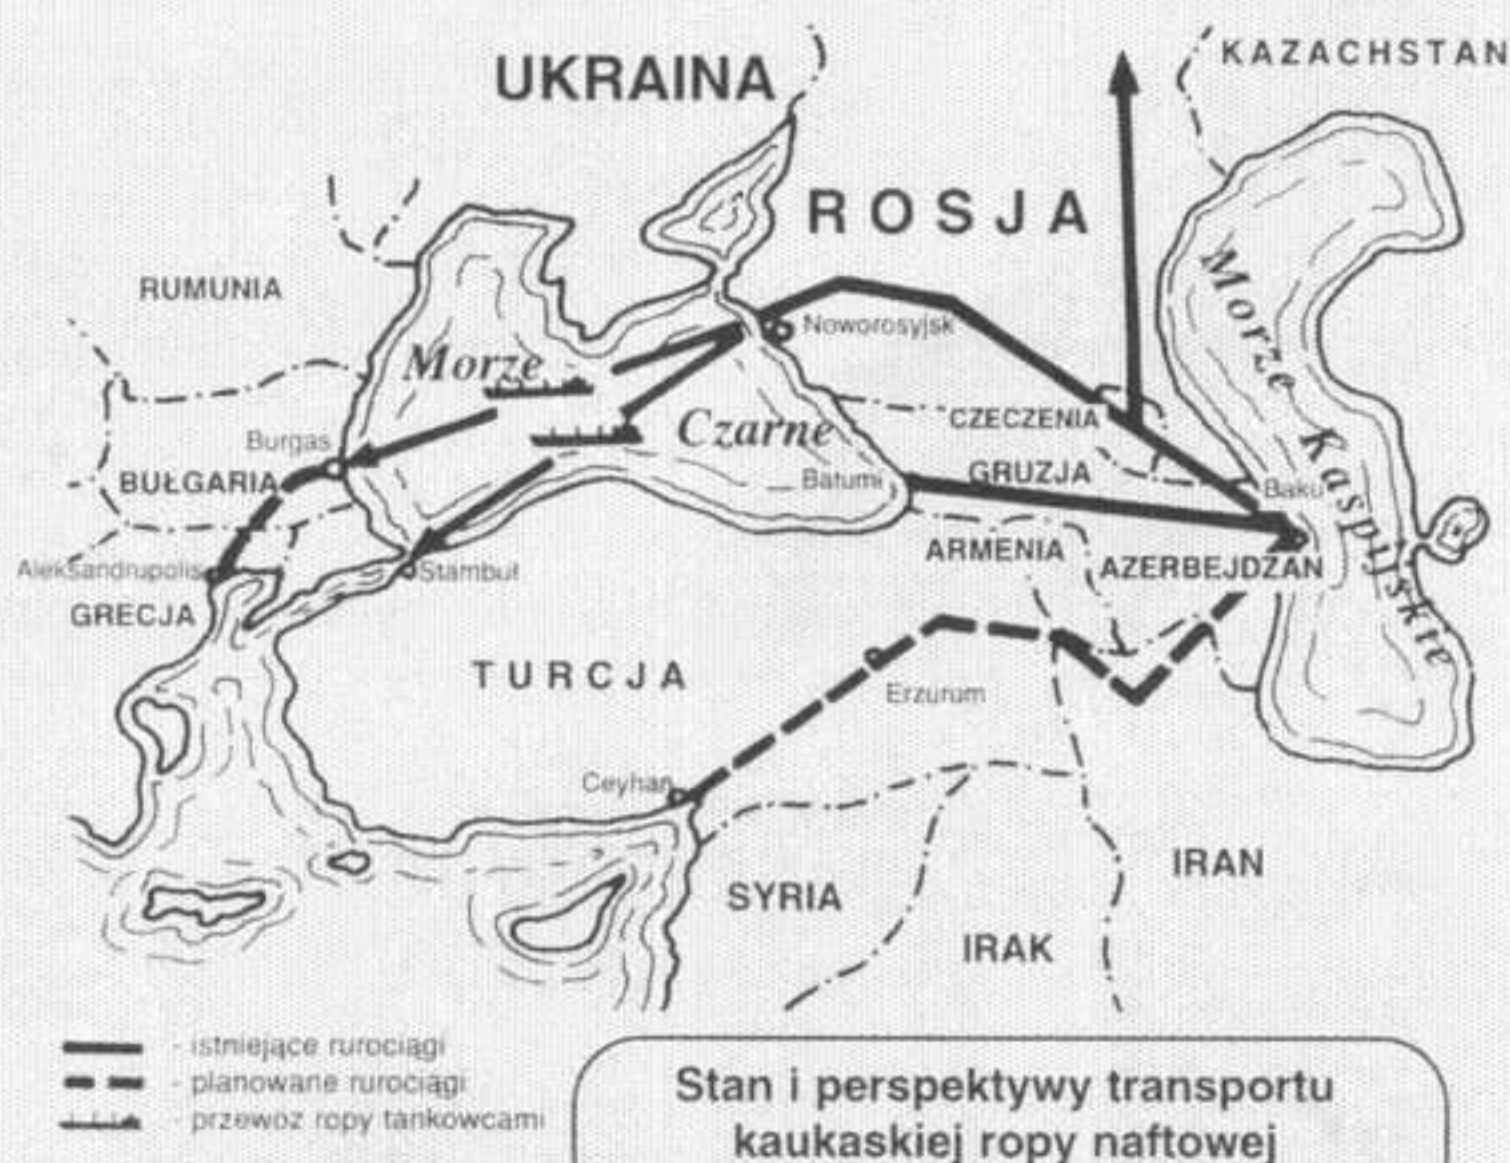 UKRAINA
KAZACHSTAN
ROSJA
RUMUNIA
Noworosyjsk
Morze
Czarne
Morze Kaspijskie
Burgas
BUŁGARIA
CZECZENIA
GRUZJA
Batumi
Baku
Aleksandrupolis
Stambuł
ARMENIA
AZERBEJDŻAN
GRECJA
TURCJA
Erzurum
Ceyhan
SYRIA
IRAK
IRAN
- istniejące rurociągi
- planowane rurociągi
- przewoz ropy tankowcami
Stan i perspektywy transportu
kaukaskiej ropy naftowej